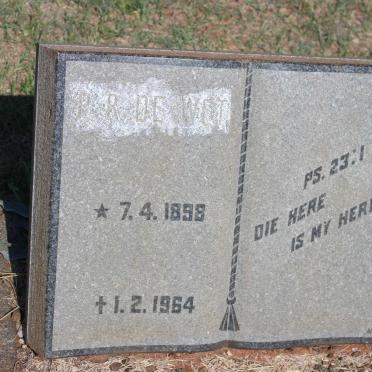 P. R. DE WET
★ 7. 4. 1898
† 1. 2. 1964
PS. 23:1
DIE HERE
IS MY